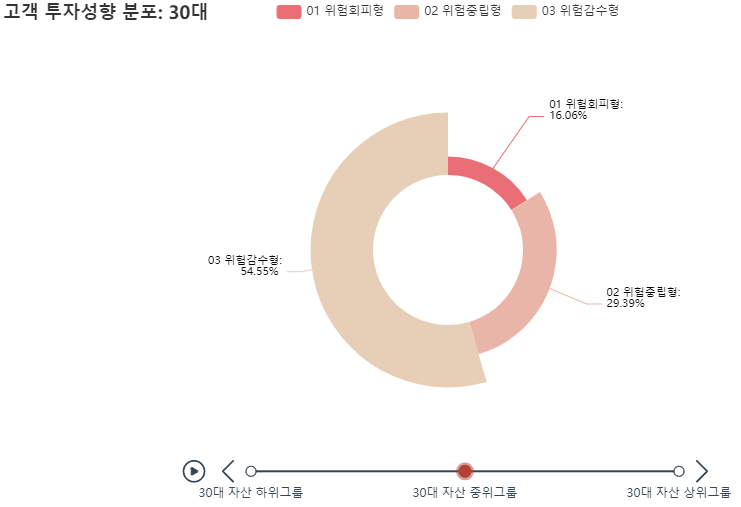 고객 투자성향 분포: 30대
01 위험회피형
02 위험중립형
03 위험감수형
01 위험회피형:
16.06%
03 위험감수형:
54.55%
02 위험중립형:
29.39%
30대 자산 하위그룹
30대 자산 중위그룹
30대 자산 상위그룹